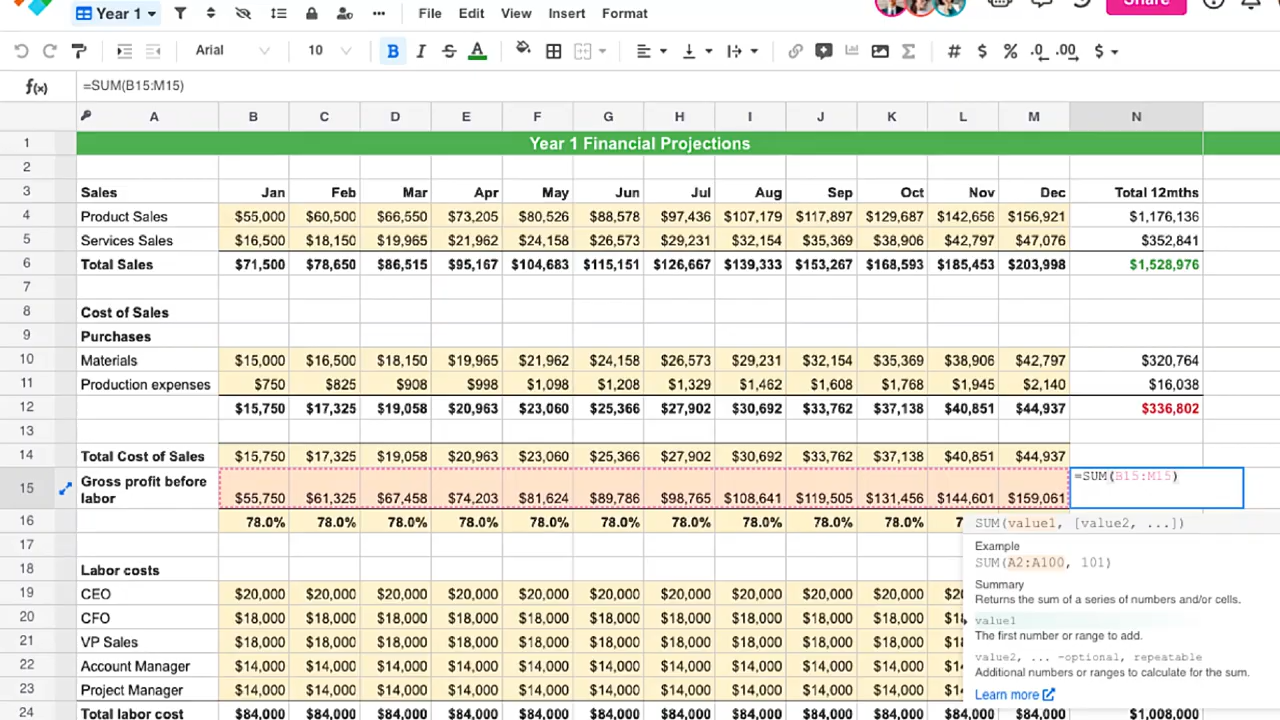 Year 1 File Edit View Insert Format Share
Arial 10 B I S A Σ # $ % .0 .00 $
f(x) =SUM(B15:M15)
A B C D E F G H I J K L M N
1 Year 1 Financial Projections
2
3 Sales Jan Feb Mar Apr May Jun Jul Aug Sep Oct Nov Dec Total 12mths
4 Product Sales $55,000 $60,500 $66,550 $73,205 $80,526 $88,578 $97,436 $107,179 $117,897 $129,687 $142,656 $156,921 $1,176,136
5 Services Sales $16,500 $18,150 $19,965 $21,962 $24,158 $26,573 $29,231 $32,154 $35,369 $38,906 $42,797 $47,076 $352,841
6 Total Sales $71,500 $78,650 $86,515 $95,167 $104,683 $115,151 $126,667 $139,333 $153,267 $168,593 $185,453 $203,998 $1,528,976
7
8 Cost of Sales
9 Purchases
10 Materials $15,000 $16,500 $18,150 $19,965 $21,962 $24,158 $26,573 $29,231 $32,154 $35,369 $38,906 $42,797 $320,764
11 Production expenses $750 $825 $908 $998 $1,098 $1,208 $1,329 $1,462 $1,608 $1,768 $1,945 $2,140 $16,038
12 $15,750 $17,325 $19,058 $20,963 $23,060 $25,366 $27,902 $30,692 $33,762 $37,138 $40,851 $44,937 $336,802
13
14 Total Cost of Sales $15,750 $17,325 $19,058 $20,963 $23,060 $25,366 $27,902 $30,692 $33,762 $37,138 $40,851 $44,937
Gross profit before =SUM(B15:M15)
15 labor $55,750 $61,325 $67,458 $74,203 $81,624 $89,786 $98,765 $108,641 $119,505 $131,456 $144,601 $159,061
16 78.0% 78.0% 78.0% 78.0% 78.0% 78.0% 78.0% 78.0% 78.0% 78.0% 7 SUM(value1, [value2, ...])
17 Example
SUM(A2:A100, 101)
18 Labor costs
Summary
19 CEO $20,000 $20,000 $20,000 $20,000 $20,000 $20,000 $20,000 $20,000 $20,000 $20,000 $20 Returns the sum of a series of numbers and/or cells.
20 CFO $18,000 $18,000 $18,000 $18,000 $18,000 $18,000 $18,000 $18,000 $18,000 $18,000 $18 value1
21 VP Sales $18,000 $18,000 $18,000 $18,000 $18,000 $18,000 $18,000 $18,000 $18,000 $18,000 $18 The first number or range to add.
value2, ... -optional, repeatable
22 Account Manager $14,000 $14,000 $14,000 $14,000 $14,000 $14,000 $14,000 $14,000 $14,000 $14,000 $14 Additional numbers or ranges to calculate for the sum.
23 Project Manager $14,000 $14,000 $14,000 $14,000 $14,000 $14,000 $14,000 $14,000 $14,000 $14,000 $14 Learn more
24 Total labor cost $84,000 $84,000 $84,000 $84,000 $84,000 $84,000 $84,000 $84,000 $84,000 $84,000 $84,000 $84,000 $1,008,000